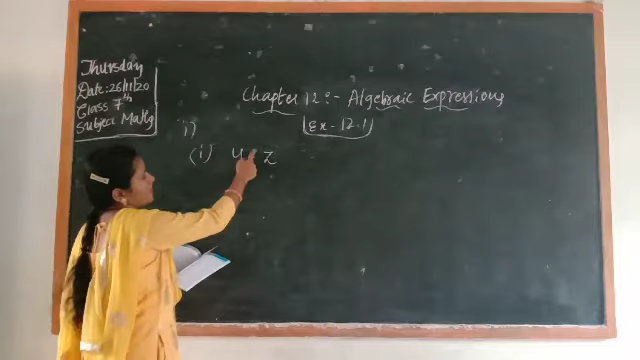 Thursday
Date:26/11/20
Class 7th
Subject Maths
Chapter 12:- Algebraic Expressions
Ex-12.1
1)
(i) y z